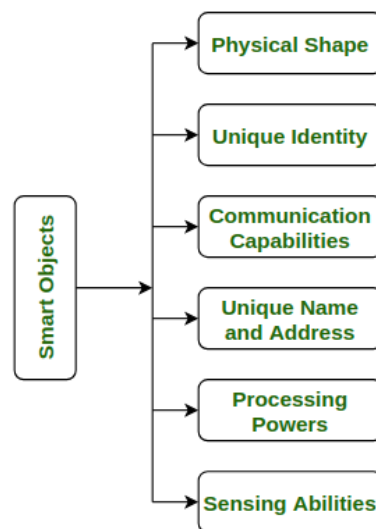 Physical Shape
Unique Identity
Communication
Capabilities
Smart Objects
Unique Name
and Address
Processing
Powers
Sensing Abilities